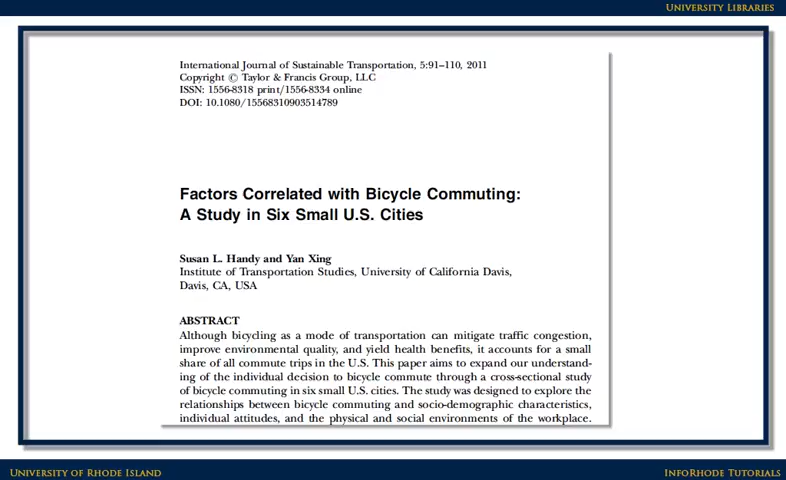 University Libraries
International Journal of Sustainable Transportation, 5:91–110, 2011
Copyright © Taylor & Francis Group, LLC
ISSN: 1556-8318 print/1556-8334 online
DOI: 10.1080/15568310903514789
Factors Correlated with Bicycle Commuting:
A Study in Six Small U.S. Cities
Susan L. Handy and Yan Xing
Institute of Transportation Studies, University of California Davis,
Davis, CA, USA
ABSTRACT
Although bicycling as a mode of transportation can mitigate traffic congestion,
improve environmental quality, and yield health benefits, it accounts for a small
share of all commute trips in the U.S. This paper aims to expand our understand-
ing of the individual decision to bicycle commute through a cross-sectional study
of bicycle commuting in six small U.S. cities. The study was designed to explore the
relationships between bicycle commuting and socio-demographic characteristics,
individual attitudes, and the physical and social environments of the workplace.
University of Rhode Island
InfoRhode Tutorials